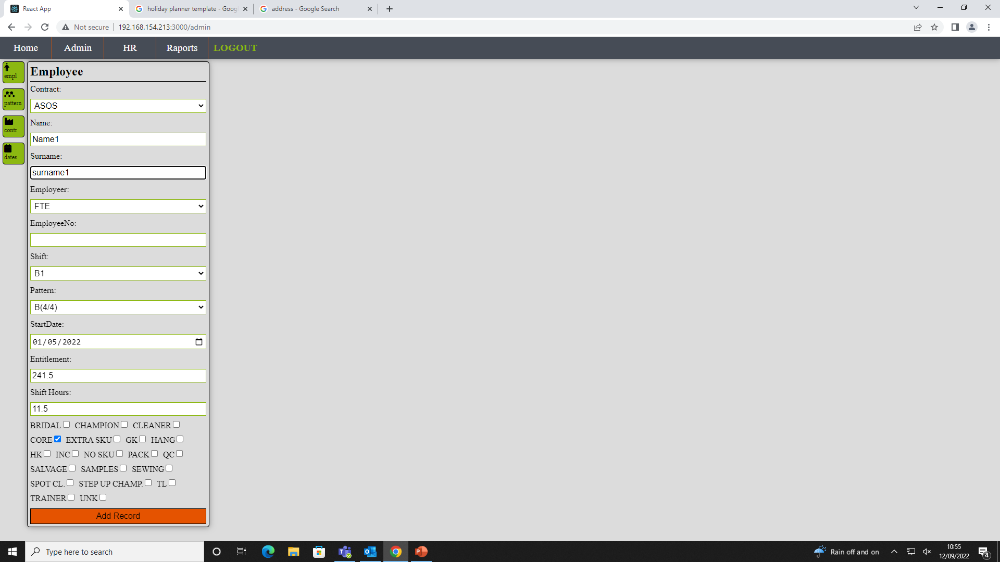 React App
holiday planner template - Goog
address - Google Search
Not secure
192.168.154.213:3000/admin
Home
Admin
HR
Raports
LOGOUT
empl
pattern
contr
dates
Employee
Contract:
ASOS
Name:
Name1
Surname:
surname1
Employeer:
FTE
EmployeeNo:
Shift:
B1
Pattern:
B(4/4)
StartDate:
01/05/2022
Entitlement:
241.5
Shift Hours:
11.5
BRIDAL CHAMPION CLEANER
CORE EXTRA SKU GK HANG
HK INC NO SKU PACK QC
SALVAGE SAMPLES SEWING
SPOT CL. STEP UP CHAMP. TL
TRAINER UNK
Add Record
Type here to search
Rain off and on
10:55
12/09/2022
4